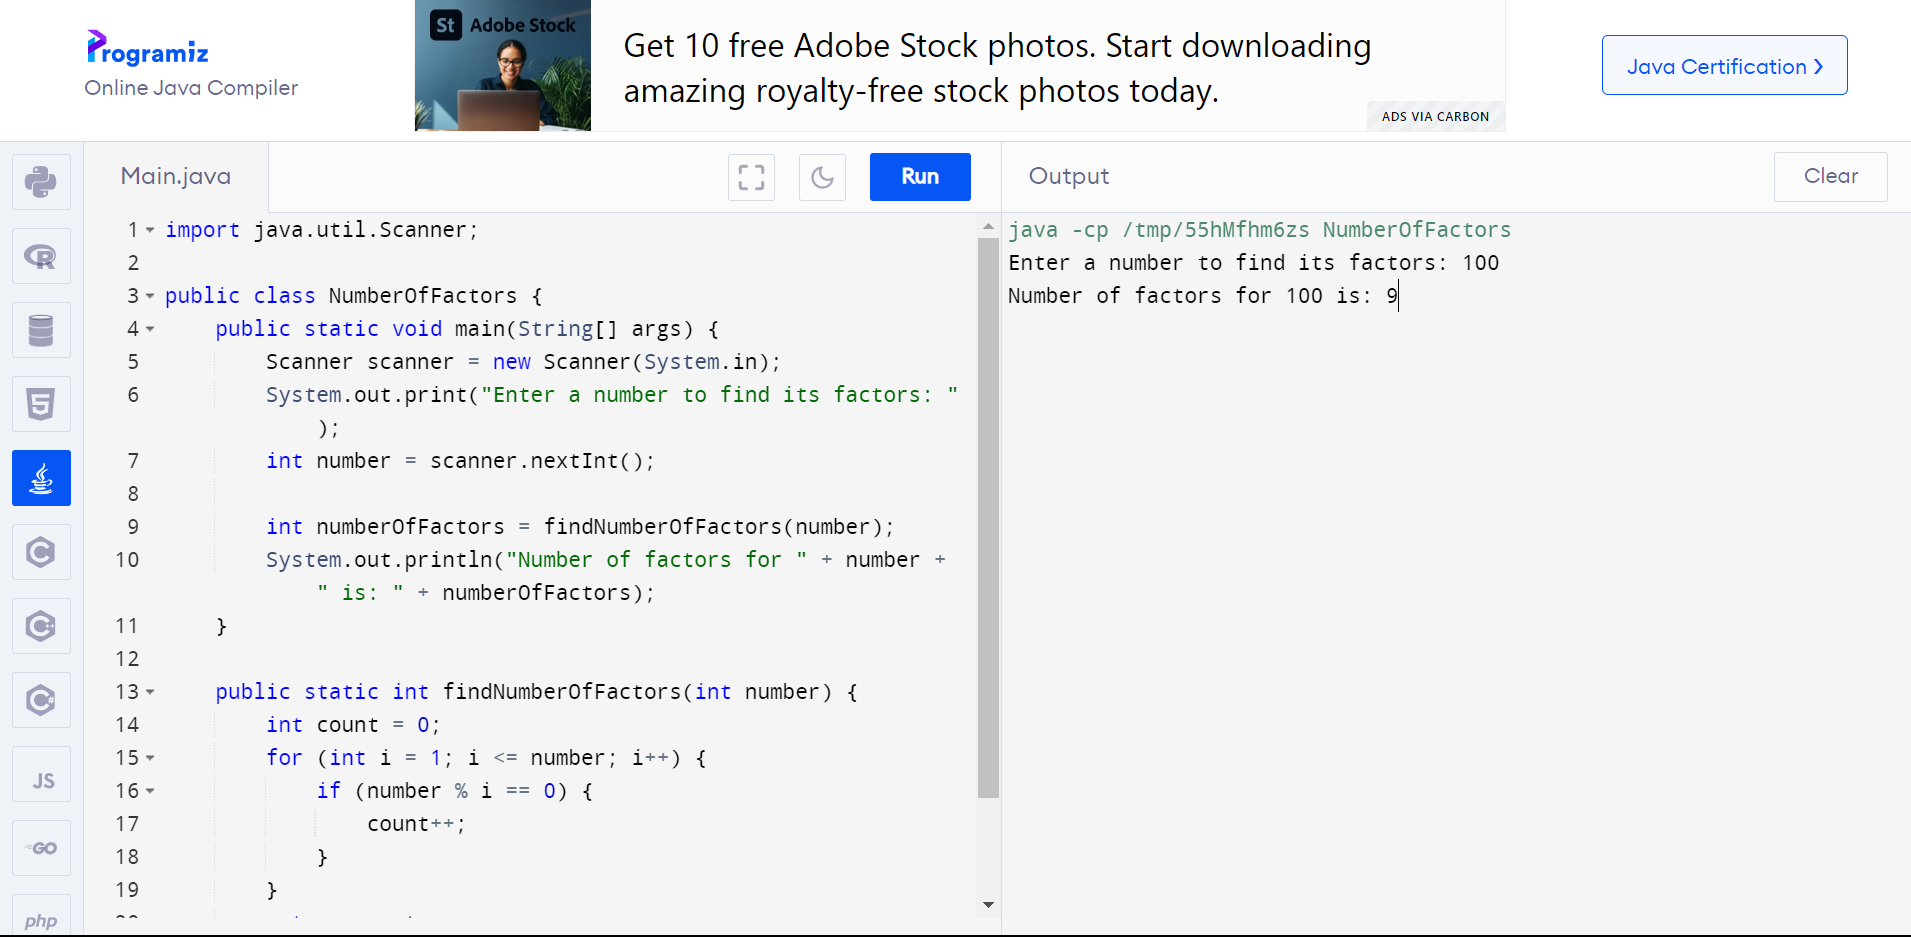 Programiz
Online Java Compiler
St Adobe Stock
Get 10 free Adobe Stock photos. Start downloading
amazing royalty-free stock photos today.
ADS VIA CARBON
Java Certification
Main.java
Run
Output
Clear
1 import java.util.Scanner;
2
3 public class NumberOfFactors {
4 public static void main(String[] args) {
5 Scanner scanner = new Scanner(System.in);
6 System.out.print("Enter a number to find its factors: "
);
7 int number = scanner.nextInt();
8
9 int numberOfFactors = findNumberOfFactors(number);
10 System.out.println("Number of factors for " + number +
" is: " + numberOfFactors);
11 }
12
13 public static int findNumberOfFactors(int number) {
14 int count = 0;
15 for (int i = 1; i <= number; i++) {
16 if (number % i == 0) {
17 count++;
18 }
19 }
java -cp /tmp/55hMfhm6zs NumberOfFactors
Enter a number to find its factors: 100
Number of factors for 100 is: 9
R
5
C
C+
C#
JS
GO
php